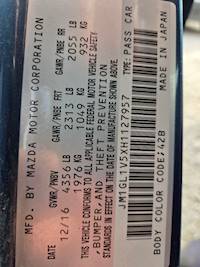 MFD. BY MAZDA MOTOR CORPORATION
12/16 GVWR/PNBV GAWR/PNBE FRT GAWR/PNBE RR
4356 LB 2313 LB 2055 LB
1976 KG 1049 KG 932 KG
THIS VEHICLE CONFORMS TO ALL APPLICABLE FEDERAL MOTOR VEHICLE SAFETY,
BUMPER, AND THEFT PREVENTION
STANDARDS IN EFFECT ON THE DATE OF MANUFACTURE SHOWN ABOVE.
JM1GL1V5XH1127957 TYPE:PASS CAR
BODY COLOR CODE:42B MADE IN JAPAN